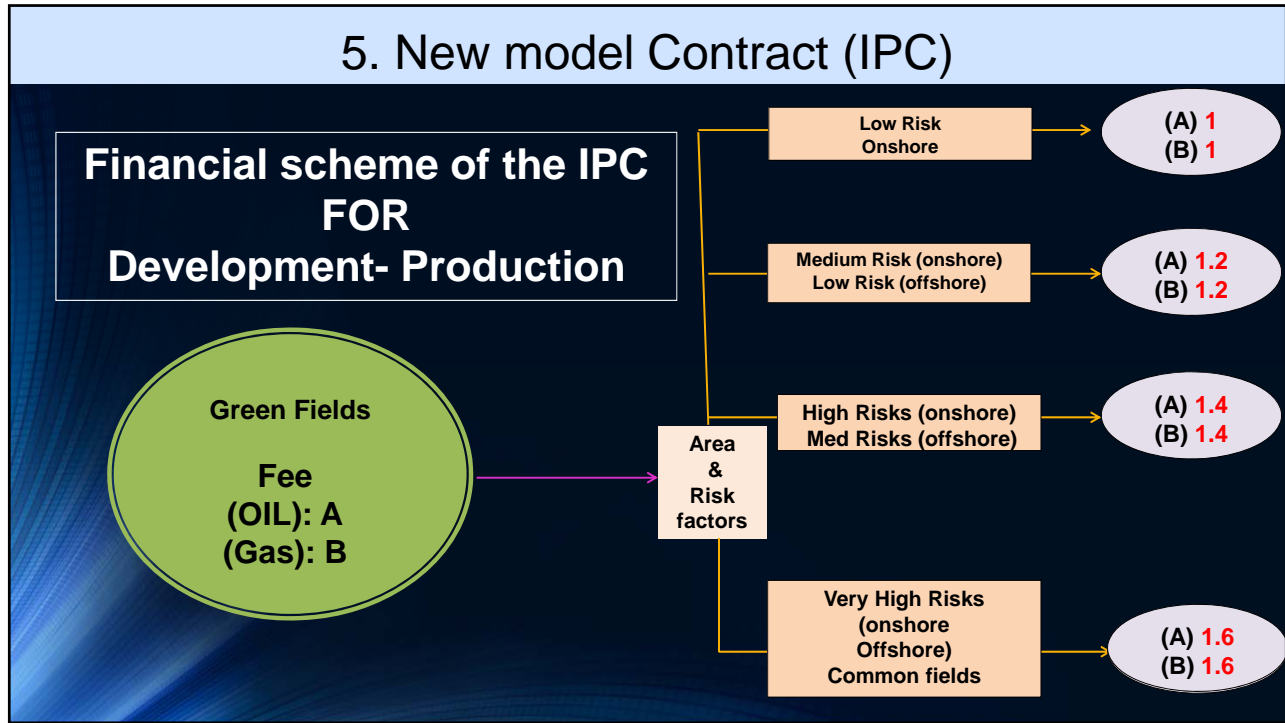 5. New model Contract (IPC)
Financial scheme of the IPC
FOR
Development- Production
Green Fields
Fee
(OIL): A
(Gas): B
Area
&
Risk
factors
Low Risk
Onshore
(A) 1
(B) 1
Medium Risk (onshore)
Low Risk (offshore)
(A) 1.2
(B) 1.2
High Risks (onshore)
Med Risks (offshore)
(A) 1.4
(B) 1.4
Very High Risks
(onshore
Offshore)
Common fields
(A) 1.6
(B) 1.6